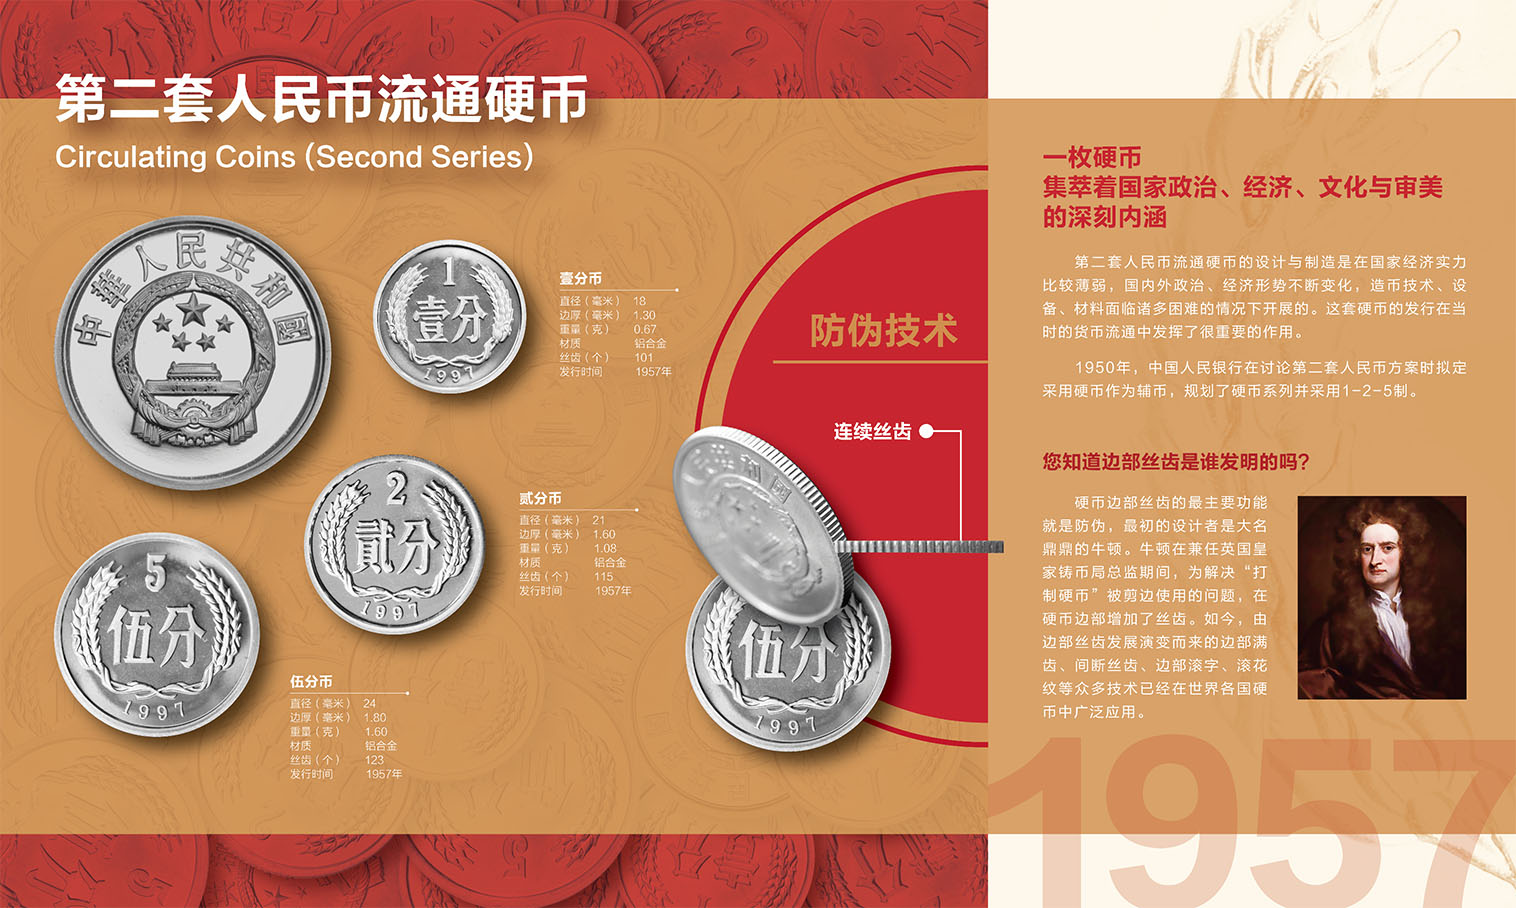 第二套人民币流通硬币
Circulating Coins (Second Series)
中華人民共和國
1
壹分
1997
壹分币
直径（毫米） 18
边厚（毫米） 1.30
重量（克） 0.67
材质 铝合金
丝齿（个） 101
发行时间 1957年
2
貳分
1997
贰分币
直径（毫米） 21
边厚（毫米） 1.60
重量（克） 1.08
材质 铝合金
丝齿（个） 115
发行时间 1957年
5
伍分
1997
伍分币
直径（毫米） 24
边厚（毫米） 1.80
重量（克） 1.60
材质 铝合金
丝齿（个） 123
发行时间 1957年
防伪技术
连续丝齿
伍分
1997
一枚硬币
集萃着国家政治、经济、文化与审美
的深刻内涵
第二套人民币流通硬币的设计与制造是在国家经济实力
比较薄弱，国内外政治、经济形势不断变化，造币技术、设
备、材料面临诸多困难的情况下开展的。这套硬币的发行在当
时的货币流通中发挥了很重要的作用。
1950年，中国人民银行在讨论第二套人民币方案时拟定
采用硬币作为辅币，规划了硬币系列并采用1-2-5制。
您知道边部丝齿是谁发明的吗？
硬币边部丝齿的最主要功能
就是防伪，最初的设计者是大名
鼎鼎的牛顿。牛顿在兼任英国皇
家铸币局总监期间，为解决“打
制硬币”被剪边使用的问题，在
硬币边部增加了丝齿。如今，由
边部丝齿发展演变而来的边部满
齿、间断丝齿、边部滚字、滚花
纹等众多技术已经在世界各国硬
币中广泛应用。
1957